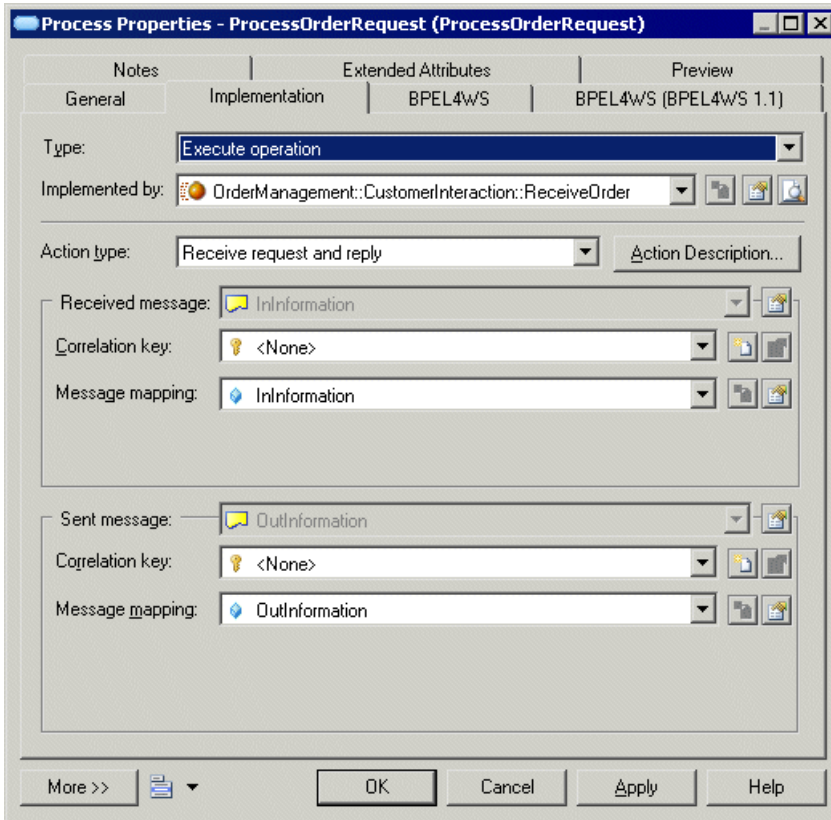 Process Properties - ProcessOrderRequest (ProcessOrderRequest)
Notes Extended Attributes Preview
General Implementation BPEL4WS BPEL4WS (BPEL4WS 1.1)
Type: Execute operation
Implemented by: OrderManagement::CustomerInteraction::ReceiveOrder
Action type: Receive request and reply Action Description...
Received message: InInformation
Correlation key: <None>
Message mapping: InInformation
Sent message: OutInformation
Correlation key: <None>
Message mapping: OutInformation
More >> OK Cancel Apply Help